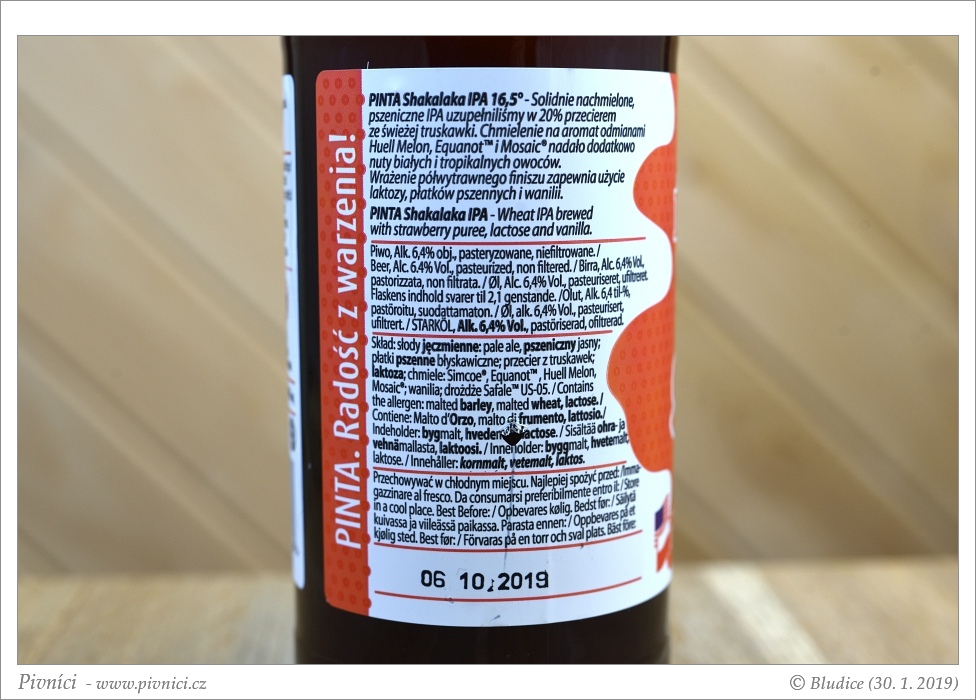 PINTA. Radość z warzenia!
PINTA Shakalaka IPA 16,5° - Solidnie nachmielone,
pszeniczne IPA uzupełniliśmy w 20% przecierem
ze świeżej truskawki. Chmielenie na aromat odmianami
Huell Melon, Equanot™ i Mosaic® nadało dodatkowo
nuty białych i tropikalnych owoców.
Wrażenie półwytrawnego finiszu zapewnia użycie
laktozy, płatków pszennych i wanilii.
PINTA Shakalaka IPA - Wheat IPA brewed
with strawberry puree, lactose and vanilla.
Piwo, Alk. 6,4% obj., pasteryzowane, niefiltrowane. /
Beer, Alc. 6.4% Vol., pasteurized, non filtered. / Birra, Alc. 6,4% Vol.,
pastorizzata, non filtrata. / Øl, Alc. 6,4% Vol., pasteuriseret, ufiltreret.
Flaskens indhold svarer til 2,1 genstande. /Olut, Alk. 6,4 til-%,
pastöroitu, suodattamaton. / Øl, alk. 6,4% Vol., pasteurisert,
ufiltrert. / STARKÖL, Alk. 6,4% Vol., pastöriserad, ofiltrerad.
Skład: słody jęczmienne: pale ale, pszeniczny jasny;
płatki pszenne błyskawiczne; przecier z truskawek;
laktoza; chmiele: Simcoe®, Equanot™, Huell Melon,
Mosaic®; wanilia; drożdże Safale™ US-05. / Contains
the allergen: malted barley, malted wheat, lactose. /
Contiene: Malto d'Orzo, malto di frumento, lattosio./
Indeholder: bygmalt, lactose. / Sisältää ohra- ja
vehnämallasta, laktoosi. / Inneholder: byggmalt, hvetemalt,
laktose. / Innehåller: kornmalt, vetemalt, laktos.
Przechowywać w chłodnym miejscu. Najlepiej spożyć przed: /Imma-
gazzinare al fresco. Da consumarsi preferibilmente entro il: / Store
in a cool place. Best Before: / Opbevares kølig. Bedst før: / Säilytä
kuivassa ja viileässä paikassa. Parasta ennen: / Oppbevares på et
kjølig sted. Best før: / Förvaras på en torr och sval plats. Bäst före:
06 10.2019
Pivníci - www.pivnici.cz
© Bludice (30. 1. 2019)